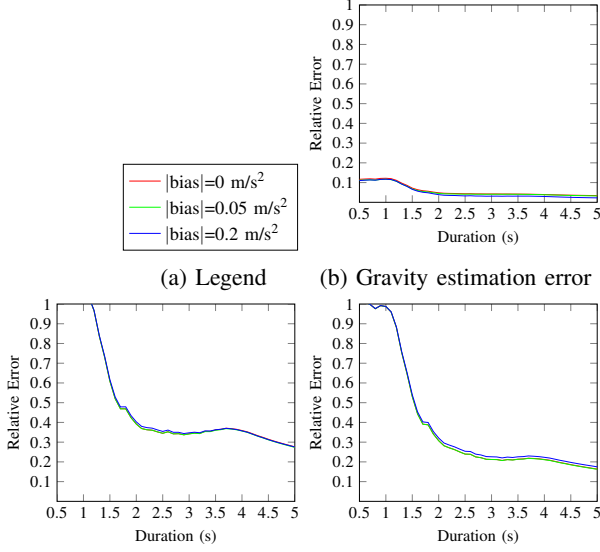 1
0.9
0.8
0.7
0.6
0.5
0.4
0.3
0.2
0.1
Relative Error
0.5 1 1.5 2 2.5 3 3.5 4 4.5 5
Duration (s)
|bias|=0 m/s²
|bias|=0.05 m/s²
|bias|=0.2 m/s²
(a) Legend
(b) Gravity estimation error
1
0.9
0.8
0.7
0.6
0.5
0.4
0.3
0.2
0.1
Relative Error
0.5 1 1.5 2 2.5 3 3.5 4 4.5 5
Duration (s)
1
0.9
0.8
0.7
0.6
0.5
0.4
0.3
0.2
0.1
Relative Error
0.5 1 1.5 2 2.5 3 3.5 4 4.5 5
Duration (s)